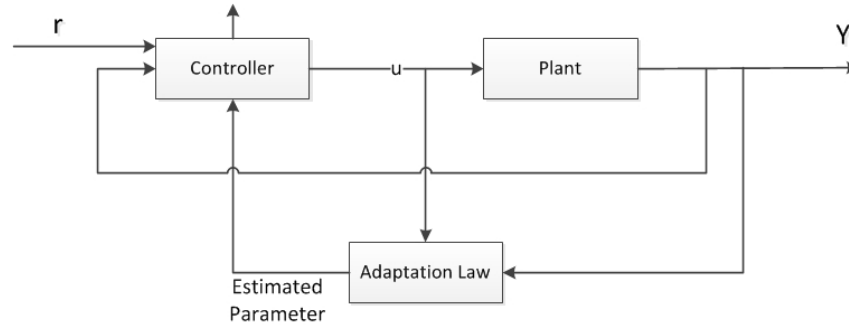 r
Controller
u
Plant
Y
Adaptation Law
Estimated
Parameter